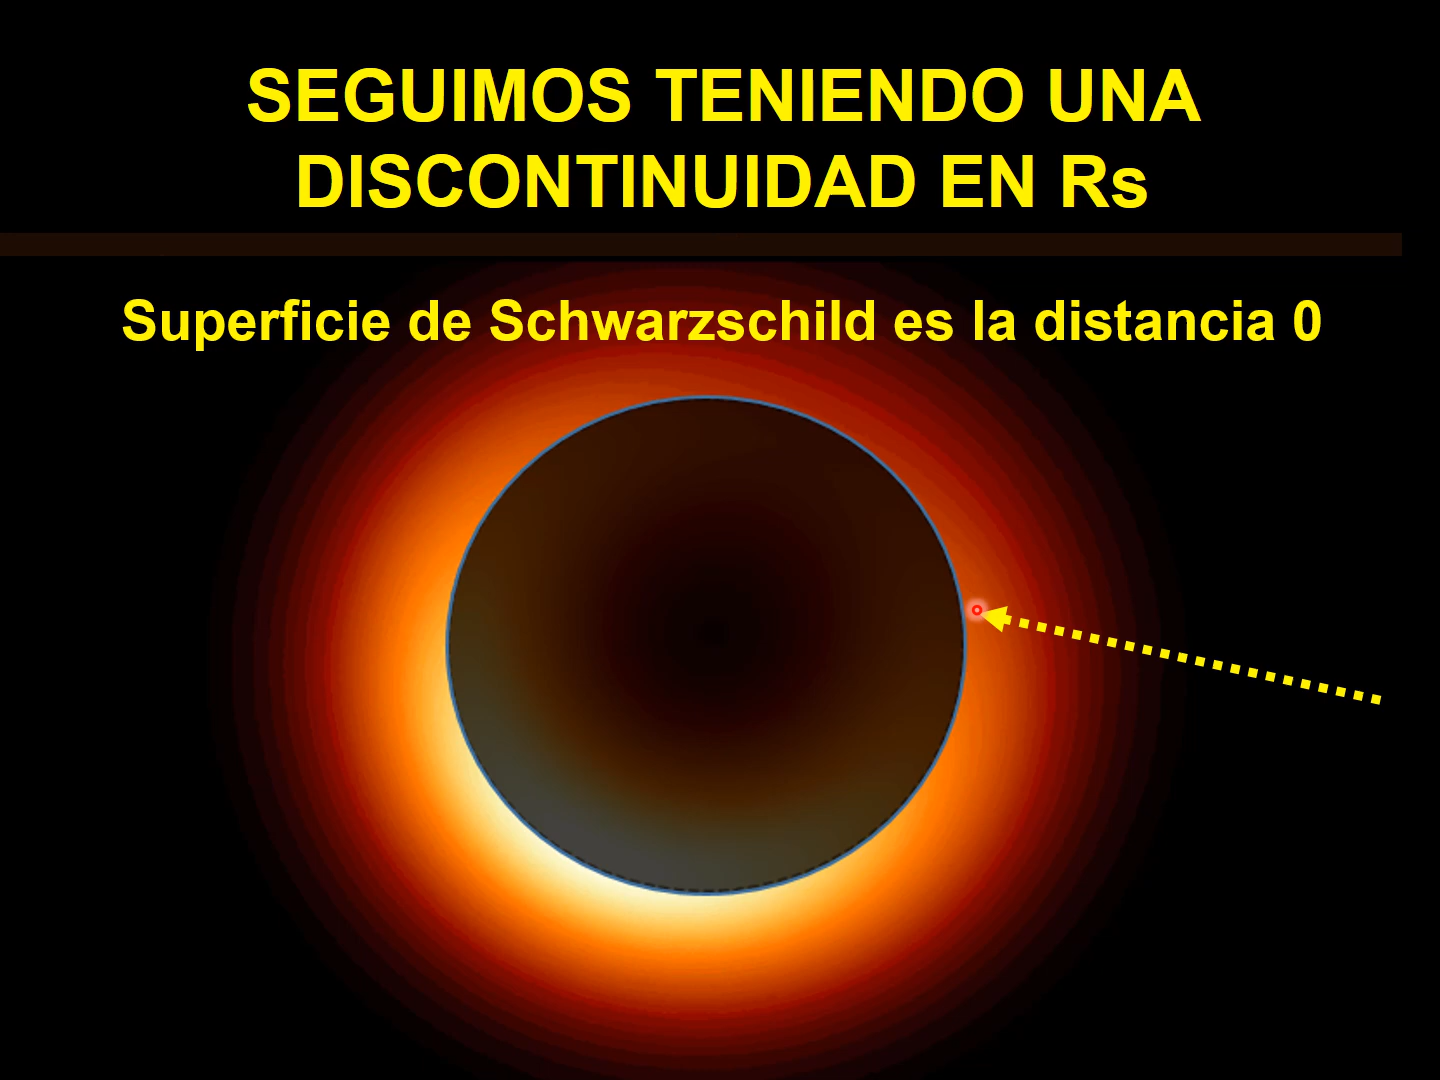 SEGUIMOS TENIENDO UNA
DISCONTINUIDAD EN Rs
Superficie de Schwarzschild es la distancia 0